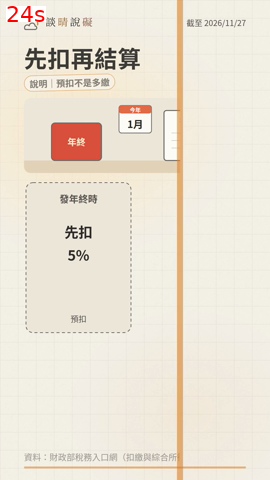 24s
談晴說礙
截至 2026/11/27
先扣再結算
說明｜預扣不是多繳
今年
1月
年終
發年終時
先扣
5%
預扣
資料：財政部稅務入口網（扣繳與綜合所